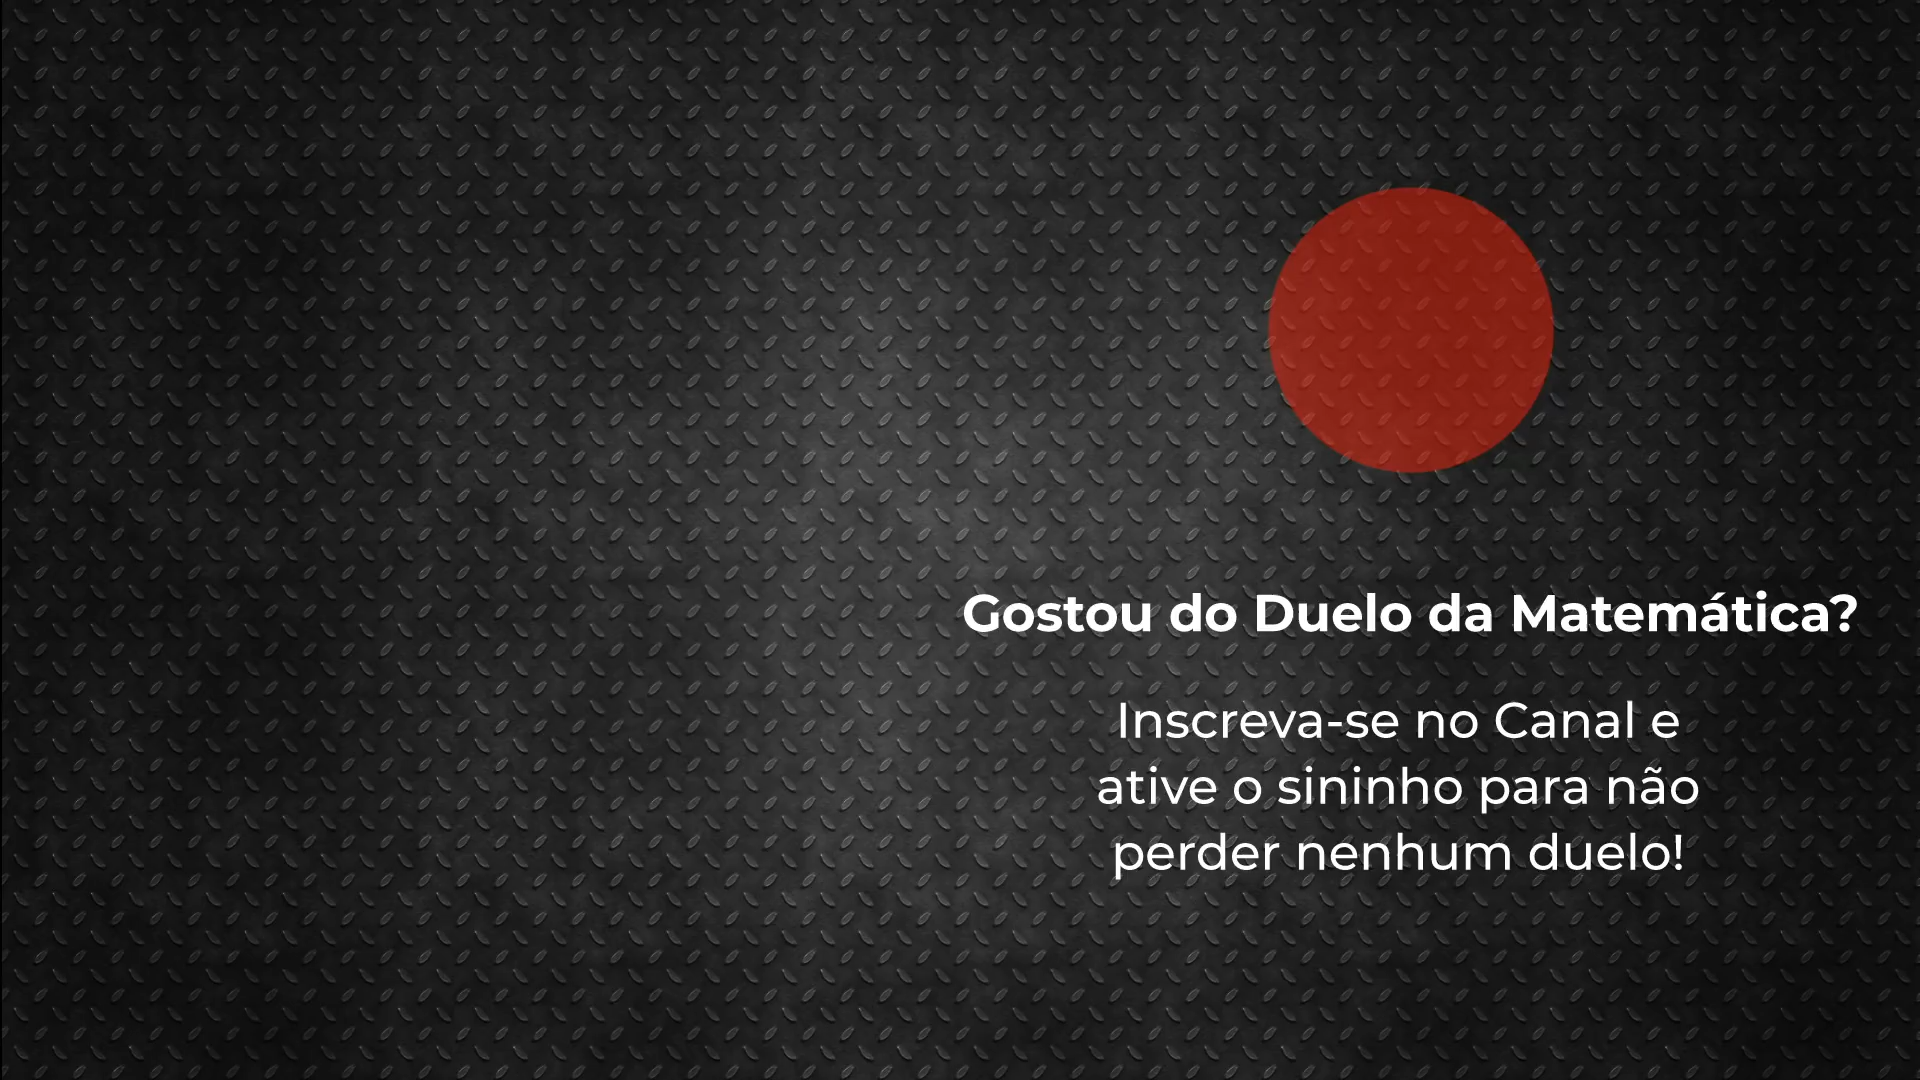 Gostou do Duelo da Matemática?
Inscreva-se no Canal e
ative o sininho para não
perder nenhum duelo!